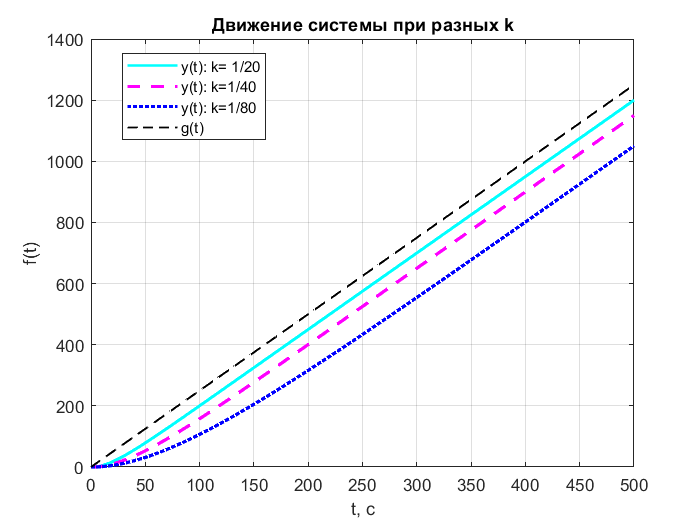 Движение системы при разных k
1400
1200
1000
800
600
400
200
0
f(t)
y(t): k= 1/20
y(t): k=1/40
y(t): k=1/80
g(t)
0 50 100 150 200 250 300 350 400 450 500
t, c